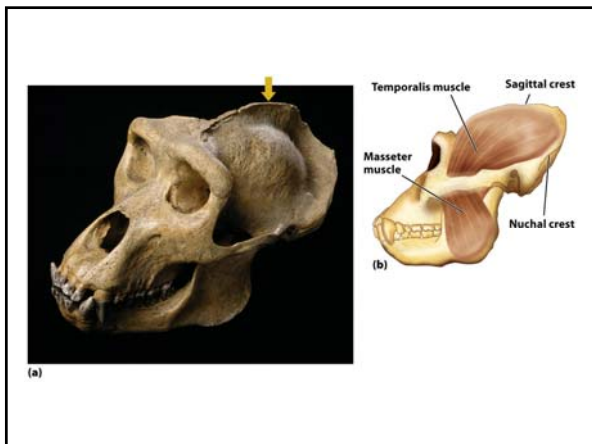 Temporalis muscle
Sagittal crest
Masseter
muscle
Nuchal crest
(b)
(a)